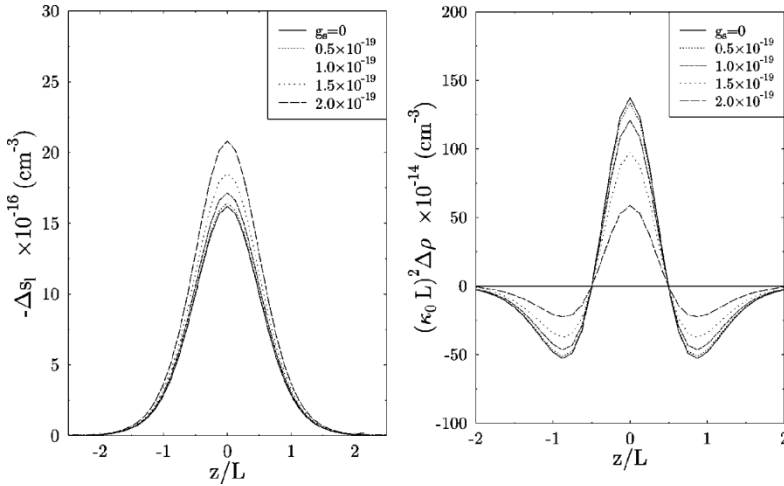 30
25
20
15
10
5
0
-Δs_l ×10^-16 (cm^-3)
g_s=0
0.5×10^-19
1.0×10^-19
1.5×10^-19
2.0×10^-19
-2 -1 0 1 2
z/L
200
150
100
50
0
-50
-100
(κ_0 L)^2 Δρ ×10^-14 (cm^-3)
g_s=0
0.5×10^-19
1.0×10^-19
1.5×10^-19
2.0×10^-19
-2 -1 0 1 2
z/L